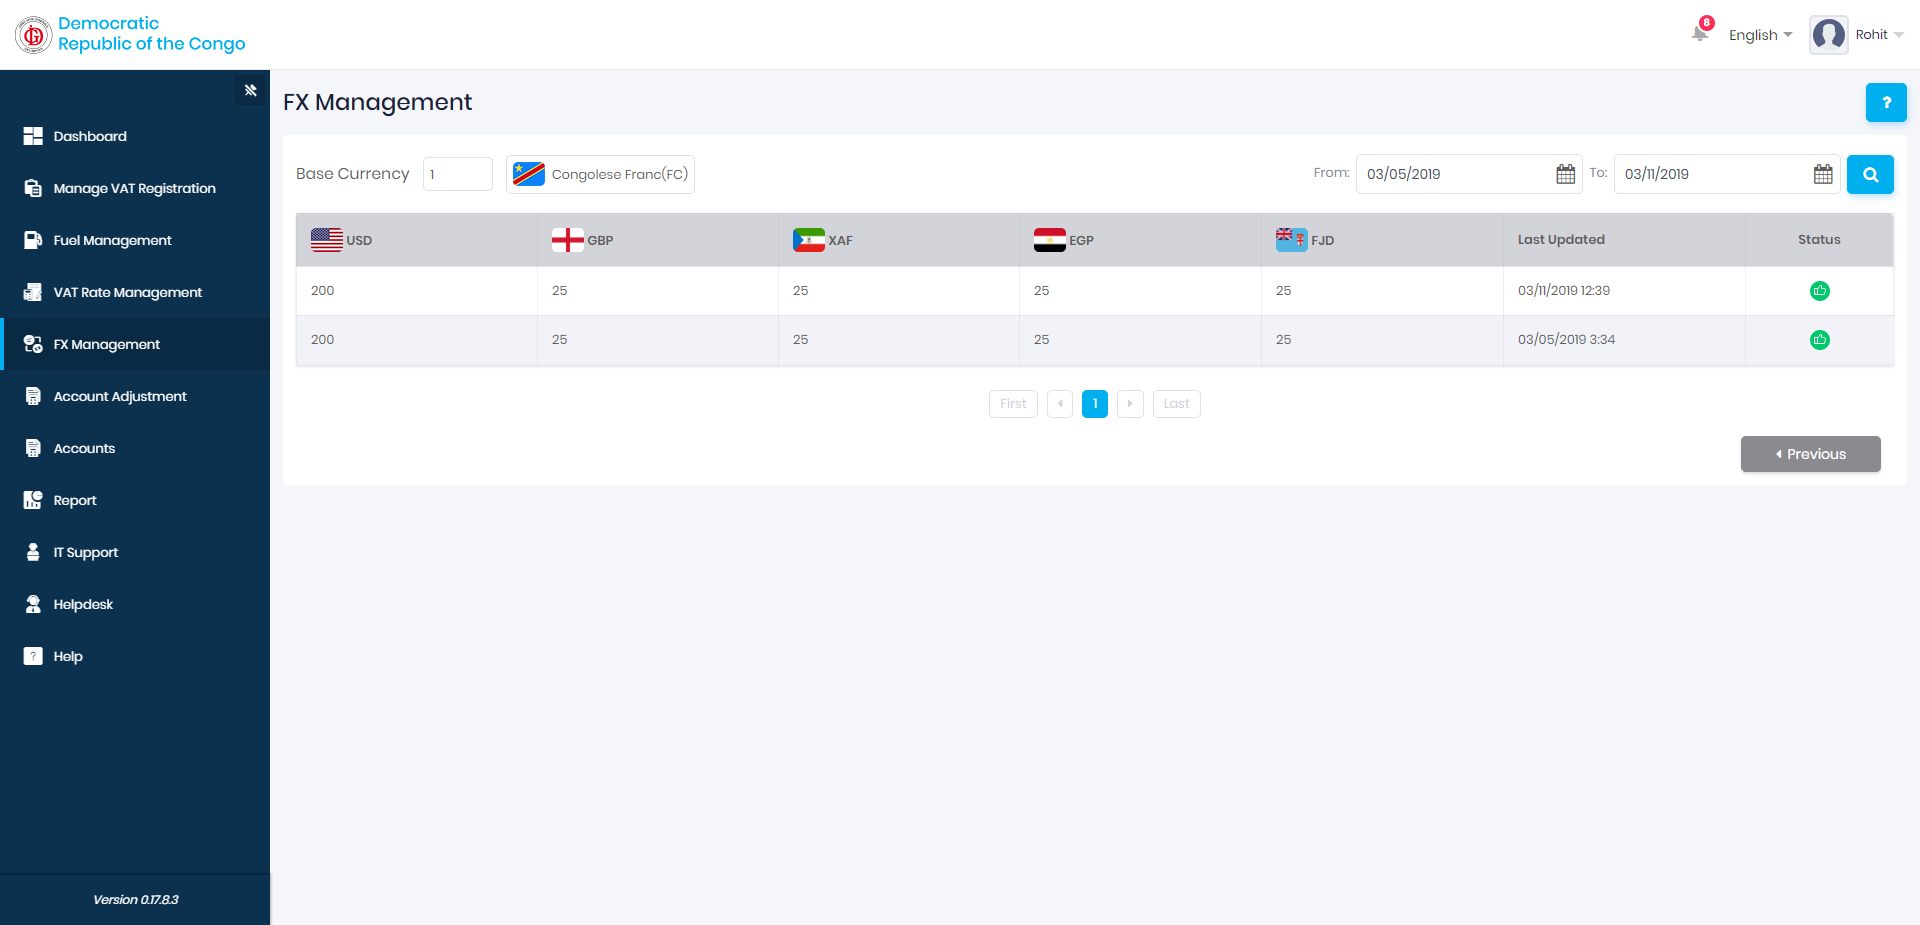 Democratic
Republic of the Congo
8
English
Rohit
Dashboard
Manage VAT Registration
Fuel Management
VAT Rate Management
FX Management
Account Adjustment
Accounts
Report
IT Support
Helpdesk
? Help
Version 0.17.8.3
FX Management
?
Base Currency 1 Congolese Franc(FC) From: 03/05/2019 To: 03/11/2019
USD GBP XAF EGP FJD Last Updated Status
200 25 25 25 25 03/11/2019 12:39
200 25 25 25 25 03/05/2019 3:34
First 1 Last
Previous